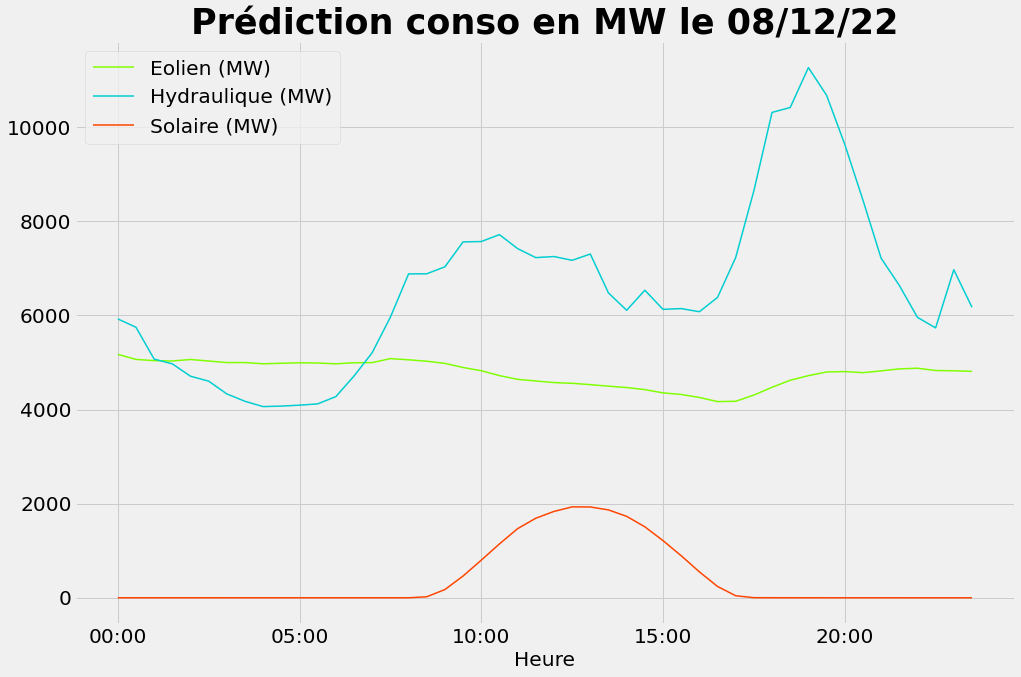 Prédiction conso en MW le 08/12/22
Eolien (MW)
Hydraulique (MW)
Solaire (MW)
10000
8000
6000
4000
2000
0
00:00 05:00 10:00 15:00 20:00
Heure